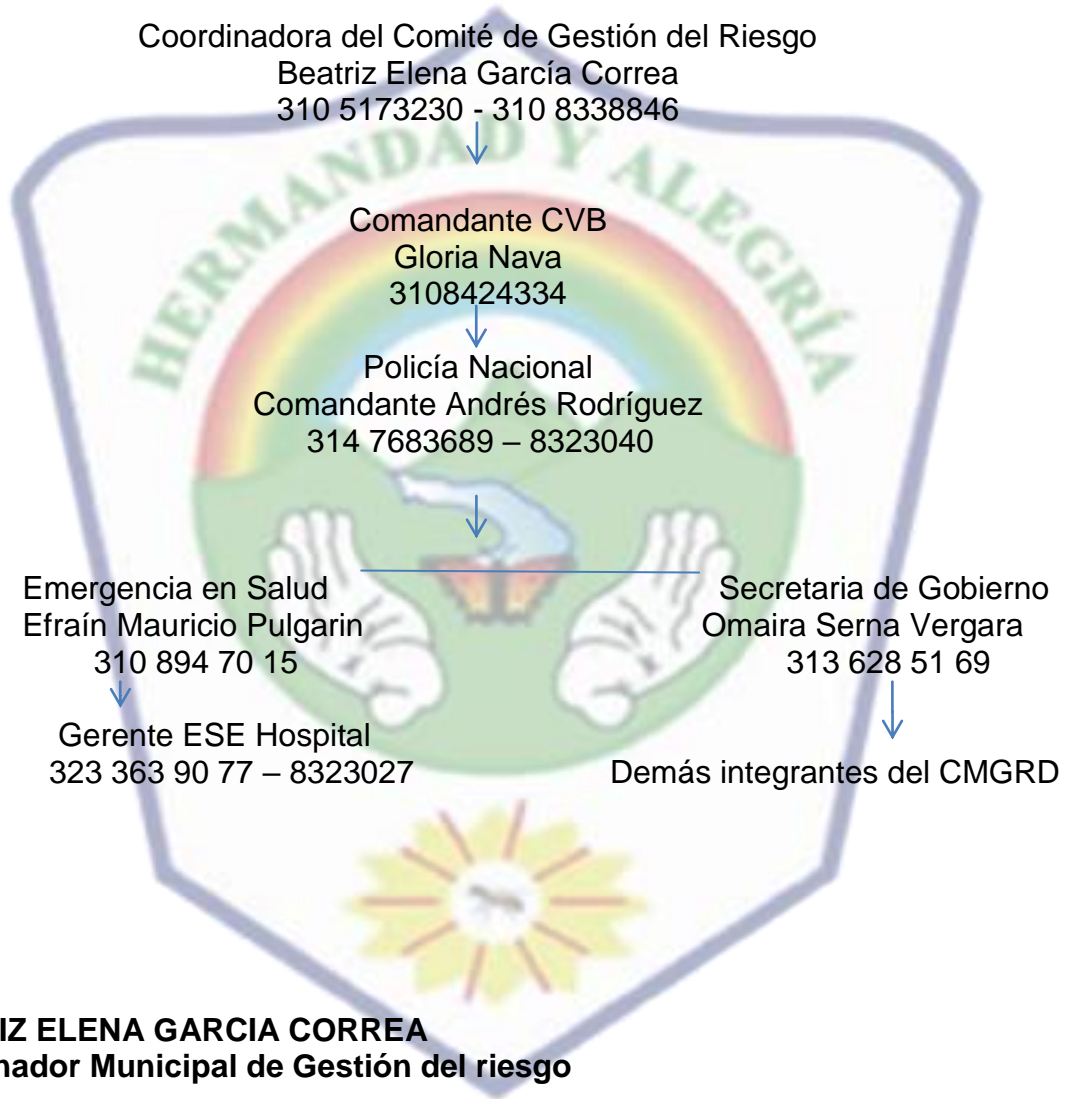 Coordinadora del Comité de Gestión del Riesgo
Beatriz Elena García Correa
310 5173230 - 310 8338846
HERMANDAD Y ALEGRÍA
Comandante CVB
Gloria Nava
3108424334
Policía Nacional
Comandante Andrés Rodríguez
314 7683689 – 8323040
Emergencia en Salud
Efraín Mauricio Pulgarin
310 894 70 15
Gerente ESE Hospital
323 363 90 77 – 8323027
Secretaria de Gobierno
Omaira Serna Vergara
313 628 51 69
Demás integrantes del CMGRD
IZ ELENA GARCIA CORREA
nador Municipal de Gestión del riesgo